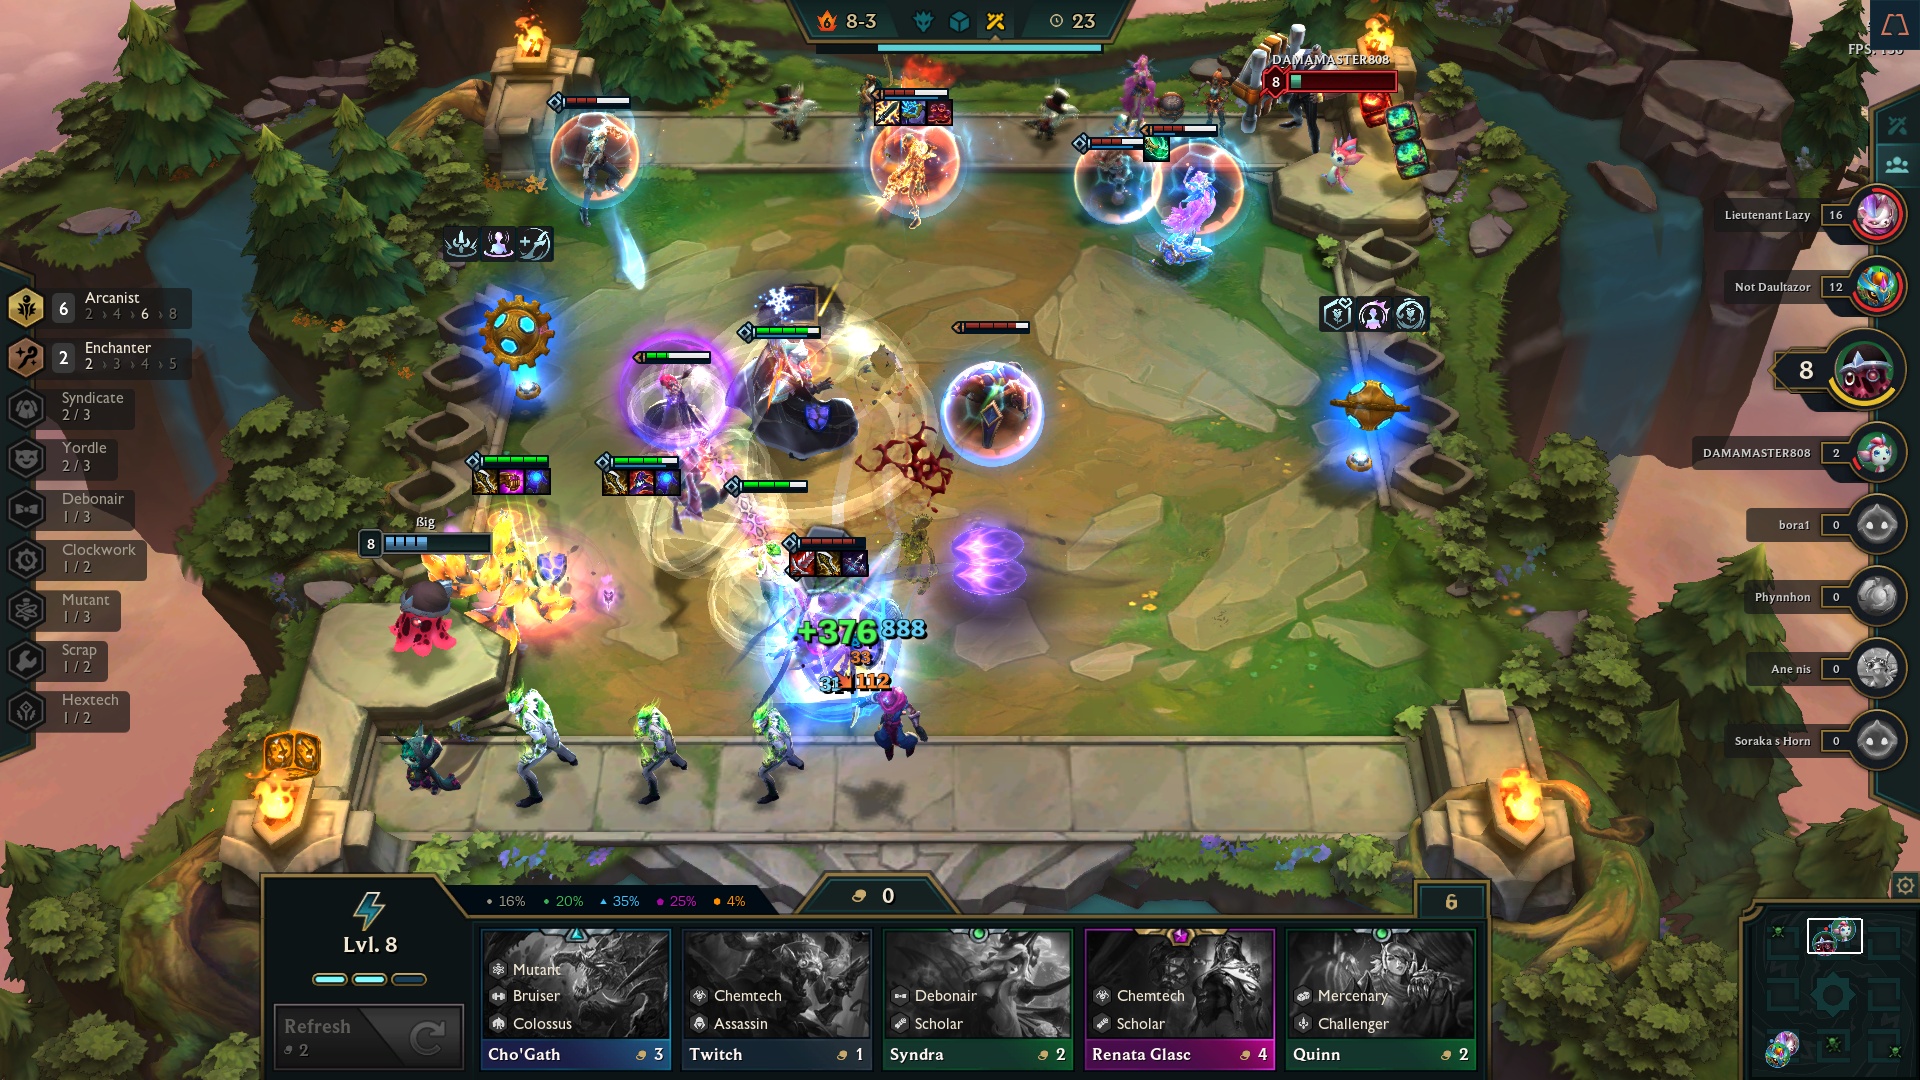 8-3
23
FPS:
DAMAMASTER808
8
Lieutenant Lazy 16
Not Daultazor 12
8
DAMAMASTER808 2
bora1 0
Phynnhon 0
Ane nis 0
Soraka s Horn 0
6 Arcanist
2 › 4 › 6 › 8
2 Enchanter
2 › 3 › 4 › 5
Syndicate
2 / 3
Yordle
2 / 3
Debonair
1 / 3
Clockwork
1 / 2
Mutant
1 / 3
Scrap
1 / 2
Hextech
1 / 2
ßig
8
+376 888
33
31 112
Lvl. 8
Refresh
2
16% 20% 35% 25% 4%
0
6
Mutant
Bruiser
Colossus
Cho'Gath 3
Chemtech
Assassin
Twitch 1
Debonair
Scholar
Syndra 2
Chemtech
Scholar
Renata Glasc 4
Mercenary
Challenger
Quinn 2